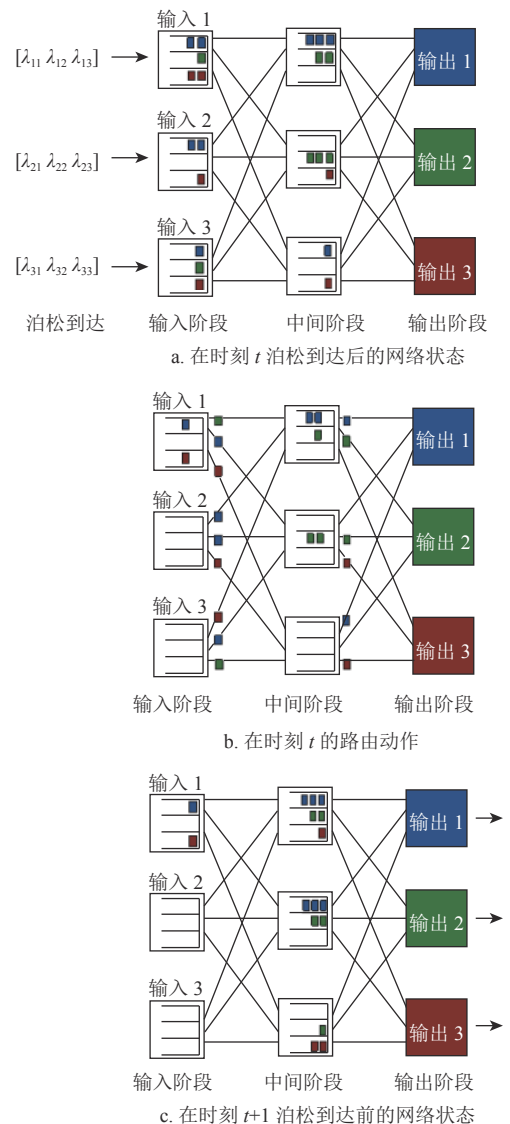 输入 1
[λ11 λ12 λ13]
输出 1
输入 2
[λ21 λ22 λ23]
输出 2
输入 3
[λ31 λ32 λ33]
输出 3
泊松到达 输入阶段 中间阶段 输出阶段
a. 在时刻 t 泊松到达后的网络状态
输入 1
输出 1
输入 2
输出 2
输入 3
输出 3
输入阶段 中间阶段 输出阶段
b. 在时刻 t 的路由动作
输入 1
输出 1
输入 2
输出 2
输入 3
输出 3
输入阶段 中间阶段 输出阶段
c. 在时刻 t+1 泊松到达前的网络状态